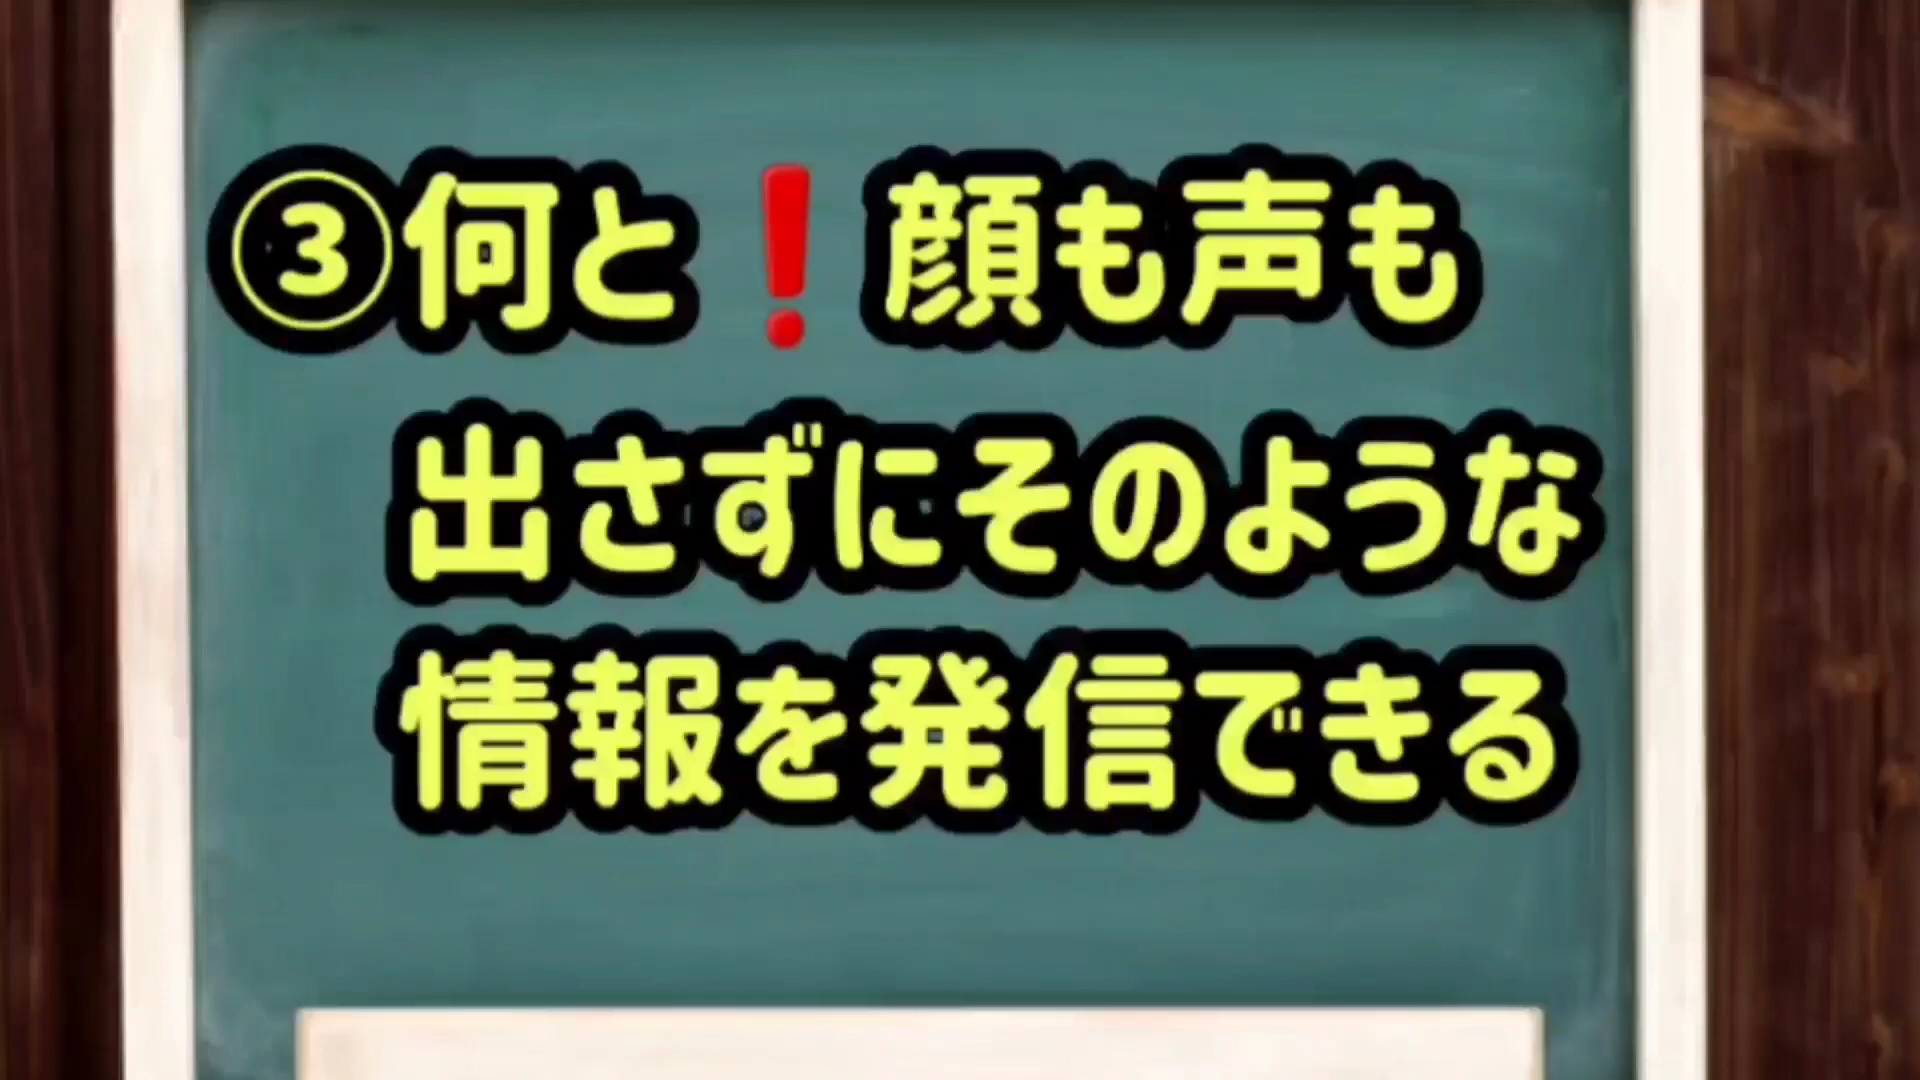 ③何と❗顔も声も
出さずにそのような
情報を発信できる